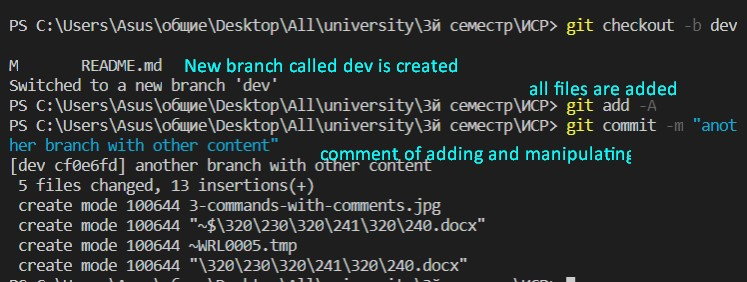 PS C:\Users\Asus\общие\Desktop\All\university\3й семестр\ИСР> git checkout -b dev
M       README.md New branch called dev is created
Switched to a new branch 'dev'
all files are added
PS C:\Users\Asus\общие\Desktop\All\university\3й семестр\ИСР> git add -A
PS C:\Users\Asus\общие\Desktop\All\university\3й семестр\ИСР> git commit -m "anot
her branch with other content"
comment of adding and manipulating
[dev cf0e6fd] another branch with other content
5 files changed, 13 insertions(+)
create mode 100644 3-commands-with-comments.jpg
create mode 100644 "~$\320\230\320\241\320\240.docx"
create mode 100644 ~WRL0005.tmp
create mode 100644 "\320\230\320\241\320\240.docx"